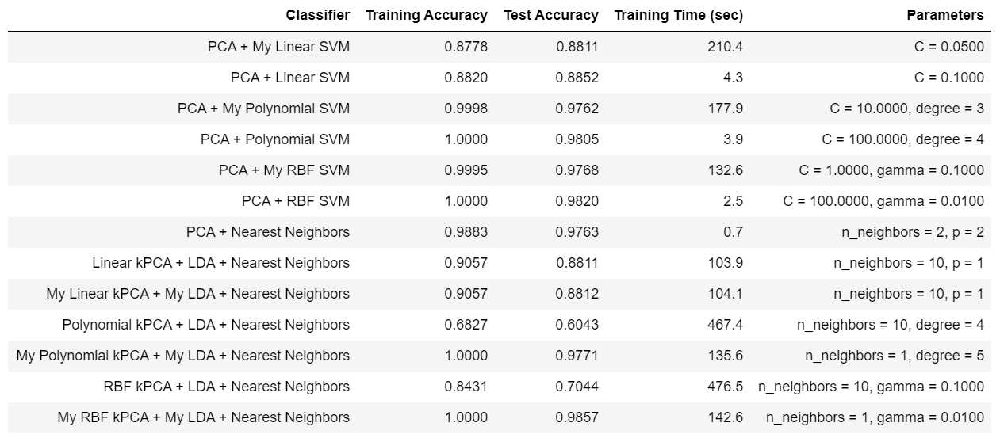 Classifier Training Accuracy Test Accuracy Training Time (sec) Parameters
PCA + My Linear SVM 0.8778 0.8811 210.4 C = 0.0500
PCA + Linear SVM 0.8820 0.8852 4.3 C = 0.1000
PCA + My Polynomial SVM 0.9998 0.9762 177.9 C = 10.0000, degree = 3
PCA + Polynomial SVM 1.0000 0.9805 3.9 C = 100.0000, degree = 4
PCA + My RBF SVM 0.9995 0.9768 132.6 C = 1.0000, gamma = 0.1000
PCA + RBF SVM 1.0000 0.9820 2.5 C = 100.0000, gamma = 0.0100
PCA + Nearest Neighbors 0.9883 0.9763 0.7 n_neighbors = 2, p = 2
Linear kPCA + LDA + Nearest Neighbors 0.9057 0.8811 103.9 n_neighbors = 10, p = 1
My Linear kPCA + My LDA + Nearest Neighbors 0.9057 0.8812 104.1 n_neighbors = 10, p = 1
Polynomial kPCA + LDA + Nearest Neighbors 0.6827 0.6043 467.4 n_neighbors = 10, degree = 4
My Polynomial kPCA + My LDA + Nearest Neighbors 1.0000 0.9771 135.6 n_neighbors = 1, degree = 5
RBF kPCA + LDA + Nearest Neighbors 0.8431 0.7044 476.5 n_neighbors = 10, gamma = 0.1000
My RBF kPCA + My LDA + Nearest Neighbors 1.0000 0.9857 142.6 n_neighbors = 1, gamma = 0.0100